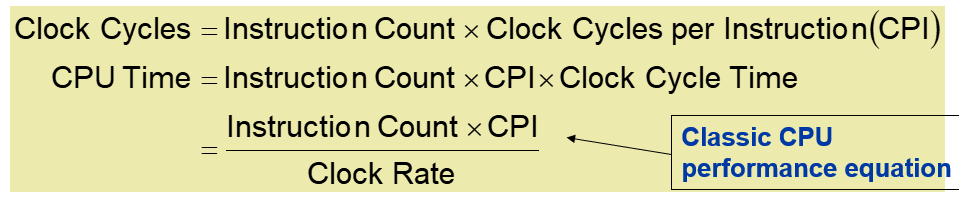 Clock Cycles = Instruction Count × Clock Cycles per Instruction(CPI)
CPU Time = Instruction Count × CPI × Clock Cycle Time
= Instruction Count × CPI
Clock Rate
Classic CPU
performance equation